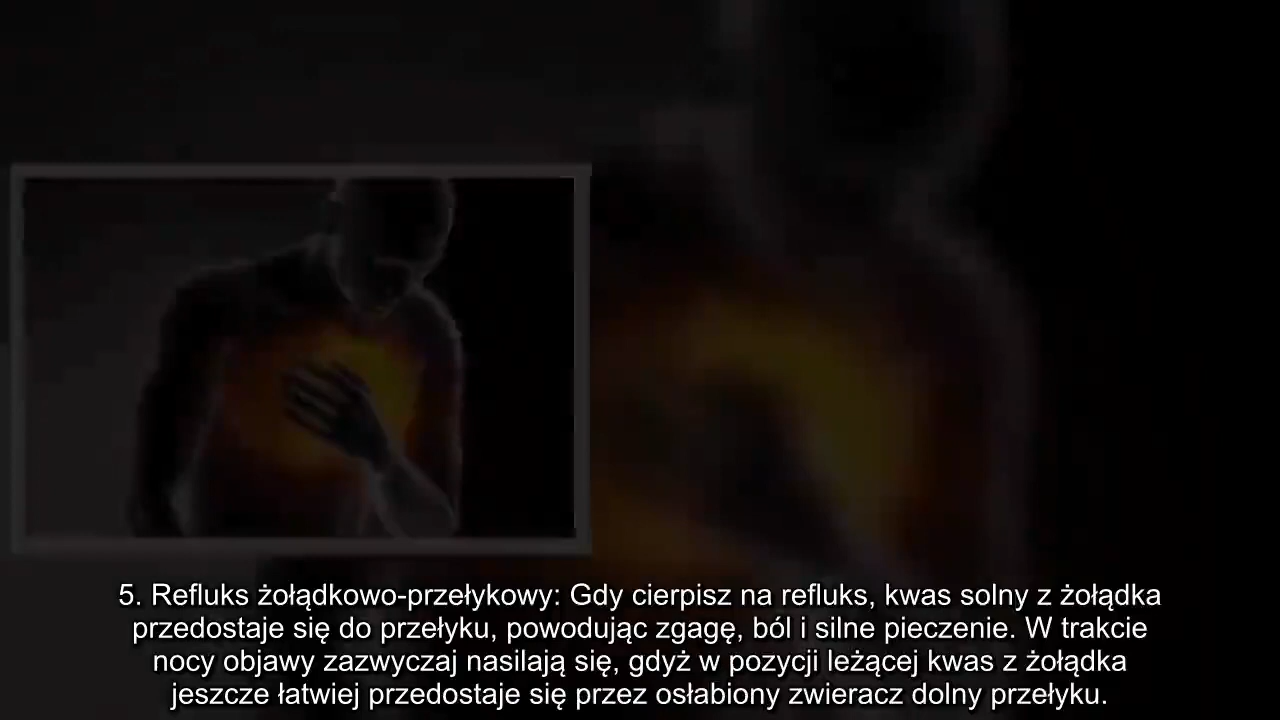 5. Refluks żołądkowo-przełykowy: Gdy cierpisz na refluks, kwas solny z żołądka
przedostaje się do przełyku, powodując zgagę, ból i silne pieczenie. W trakcie
nocy objawy zazwyczaj nasilają się, gdyż w pozycji leżącej kwas z żołądka
jeszcze łatwiej przedostaje się przez osłabiony zwieracz dolny przełyku.